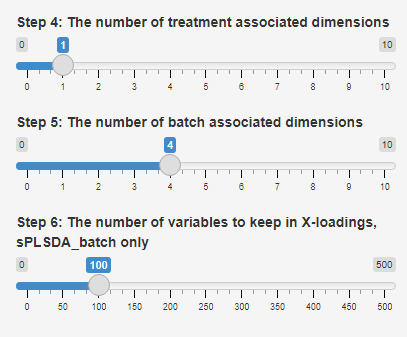 Step 4: The number of treatment associated dimensions
0 1 10
0 1 2 3 4 5 6 7 8 9 10
Step 5: The number of batch associated dimensions
0 4 10
0 1 2 3 4 5 6 7 8 9 10
Step 6: The number of variables to keep in X-loadings,
sPLSDA_batch only
0 100 500
0 50 100 150 200 250 300 350 400 450 500